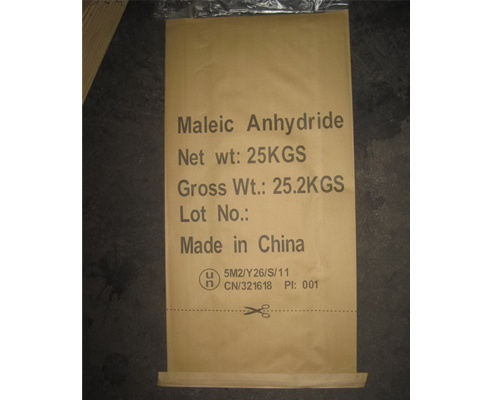 Maleic Anhydride
Net wt: 25KGS
Gross Wt.: 25.2KGS
Lot No.:
Made in China
un 5M2/Y26/S/11
CN/321618 PI: 001